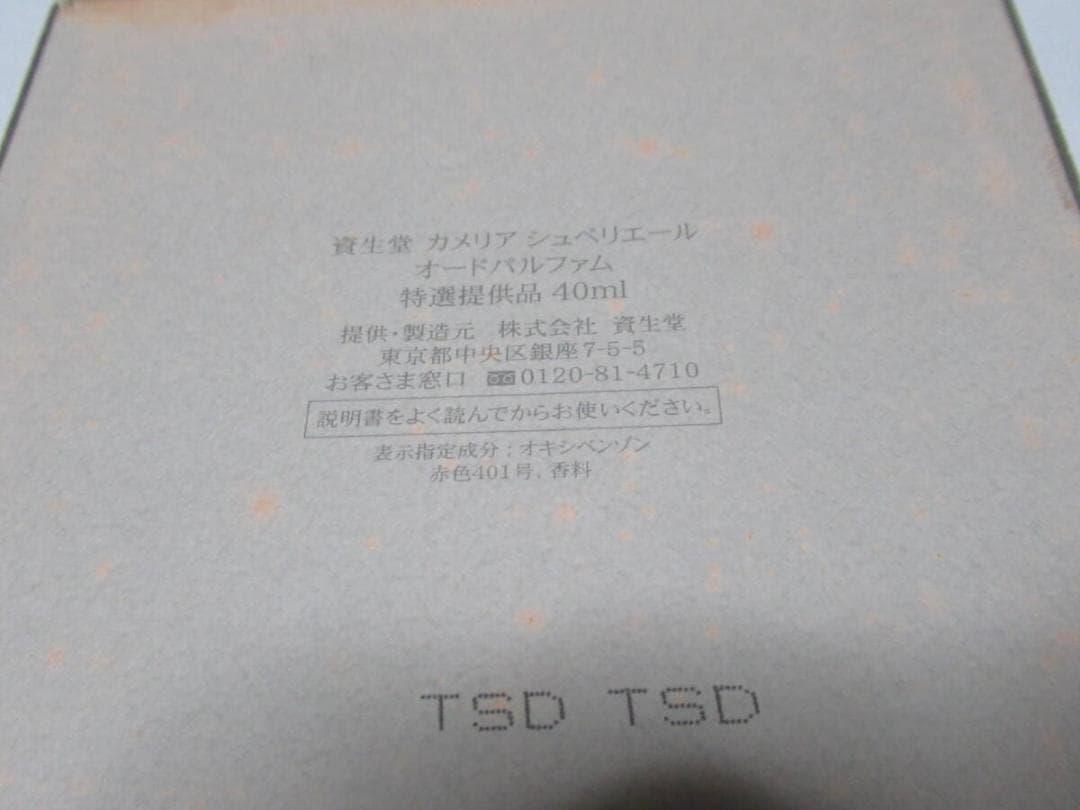 資生堂 カメリア シュペリエール
オードパルファム
特選提供品 40ml
提供・製造元 株式会社 資生堂
東京都中央区銀座7-5-5
お客さま窓口 0120-81-4710
説明書をよく読んでからお使いください。
表示指定成分：オキシベンゾン
赤色401号, 香料
TSD TSD